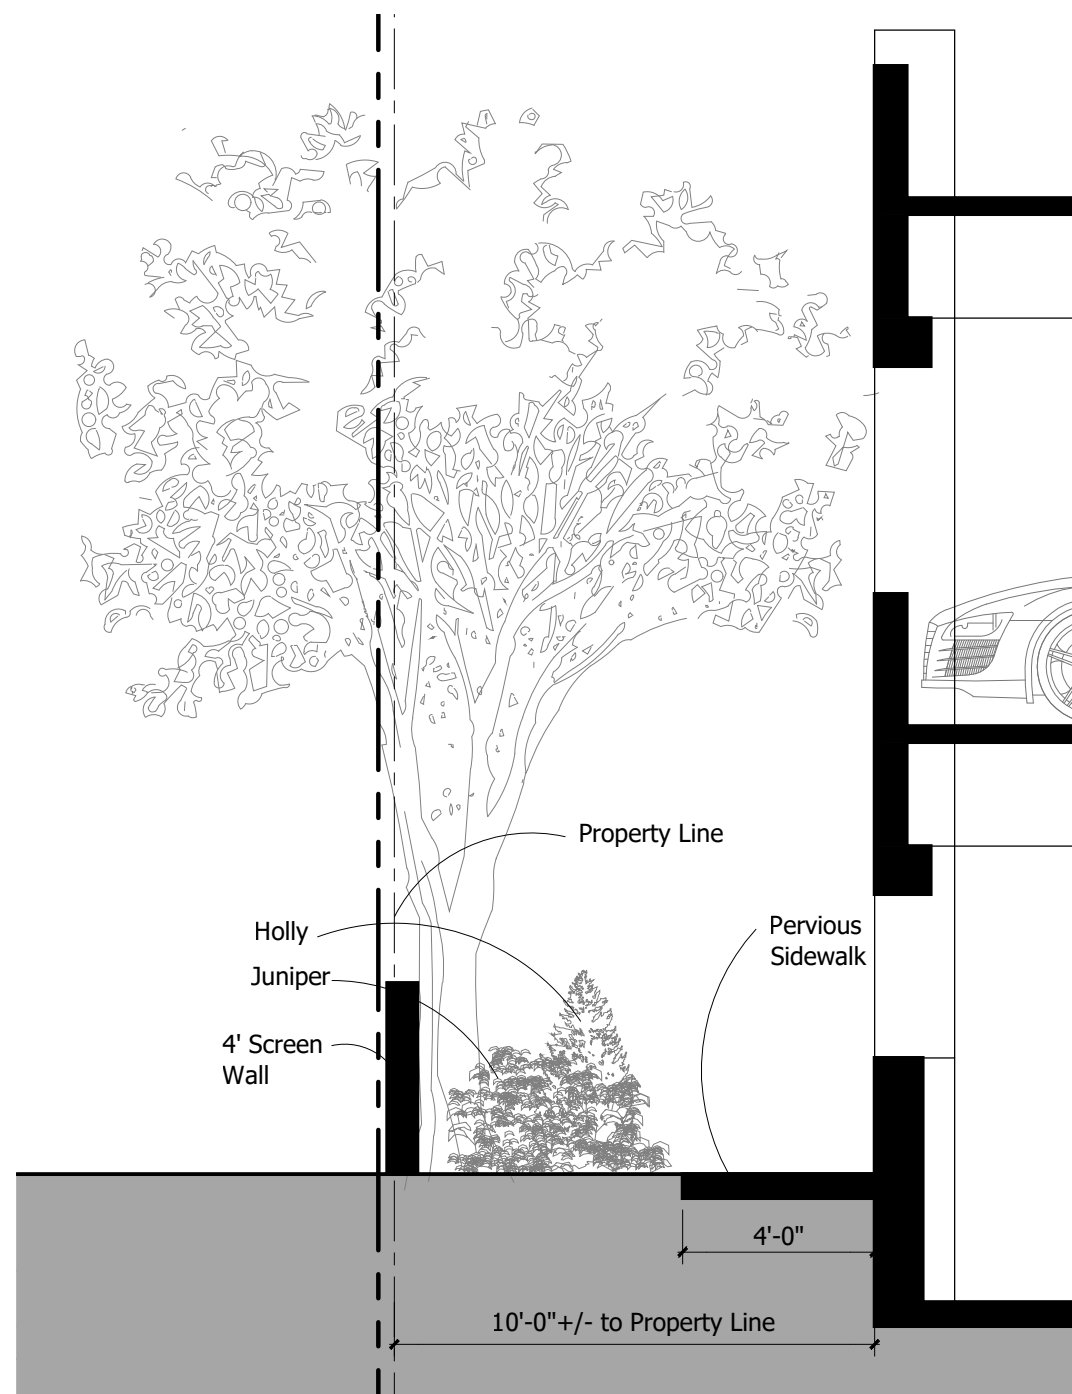 Property Line
Holly
Pervious
Sidewalk
Juniper
4' Screen
Wall
4'-0"
10'-0"+/- to Property Line